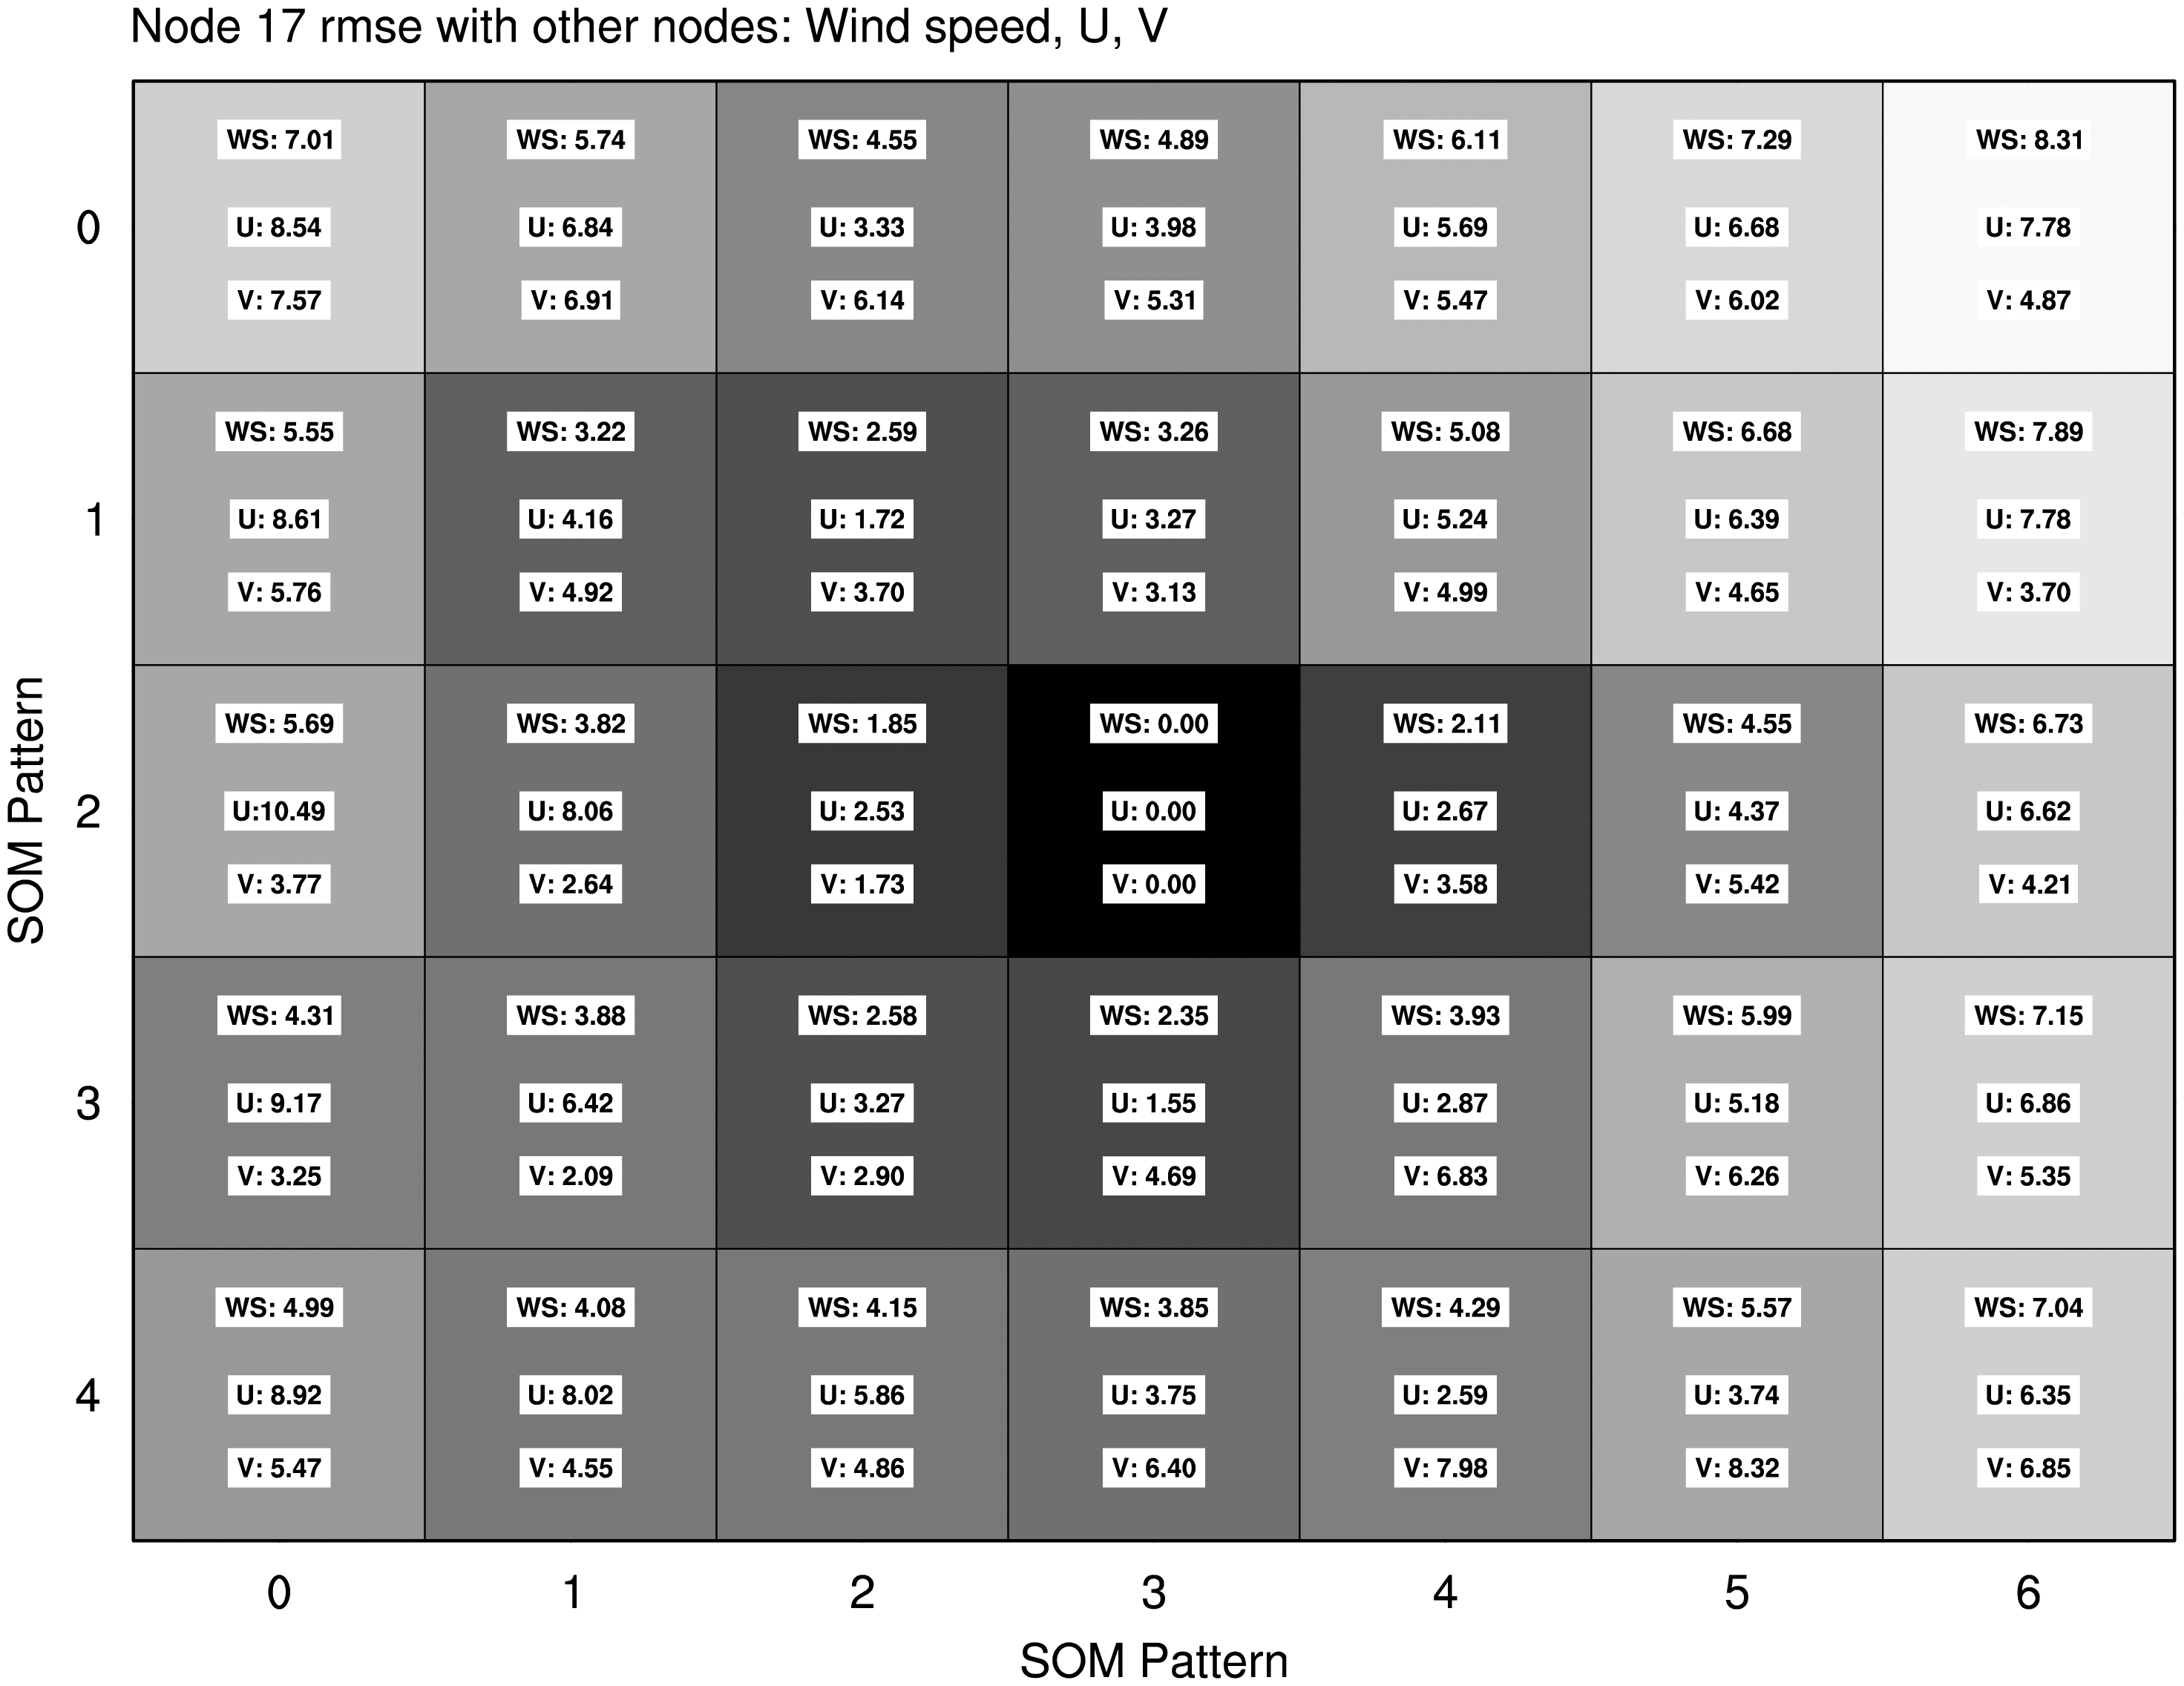 Node 17 rmse with other nodes: Wind speed, U, V
WS: 7.01 WS: 5.74 WS: 4.55 WS: 4.89 WS: 6.11 WS: 7.29 WS: 8.31
0 U: 8.54 U: 6.84 U: 3.33 U: 3.98 U: 5.69 U: 6.68 U: 7.78
V: 7.57 V: 6.91 V: 6.14 V: 5.31 V: 5.47 V: 6.02 V: 4.87
WS: 5.55 WS: 3.22 WS: 2.59 WS: 3.26 WS: 5.08 WS: 6.68 WS: 7.89
1 U: 8.61 U: 4.16 U: 1.72 U: 3.27 U: 5.24 U: 6.39 U: 7.78
V: 5.76 V: 4.92 V: 3.70 V: 3.13 V: 4.99 V: 4.65 V: 3.70
SOM Pattern
WS: 5.69 WS: 3.82 WS: 1.85 WS: 0.00 WS: 2.11 WS: 4.55 WS: 6.73
2 U:10.49 U: 8.06 U: 2.53 U: 0.00 U: 2.67 U: 4.37 U: 6.62
V: 3.77 V: 2.64 V: 1.73 V: 0.00 V: 3.58 V: 5.42 V: 4.21
WS: 4.31 WS: 3.88 WS: 2.58 WS: 2.35 WS: 3.93 WS: 5.99 WS: 7.15
3 U: 9.17 U: 6.42 U: 3.27 U: 1.55 U: 2.87 U: 5.18 U: 6.86
V: 3.25 V: 2.09 V: 2.90 V: 4.69 V: 6.83 V: 6.26 V: 5.35
WS: 4.99 WS: 4.08 WS: 4.15 WS: 3.85 WS: 4.29 WS: 5.57 WS: 7.04
4 U: 8.92 U: 8.02 U: 5.86 U: 3.75 U: 2.59 U: 3.74 U: 6.35
V: 5.47 V: 4.55 V: 4.86 V: 6.40 V: 7.98 V: 8.32 V: 6.85
0 1 2 3 4 5 6
SOM Pattern